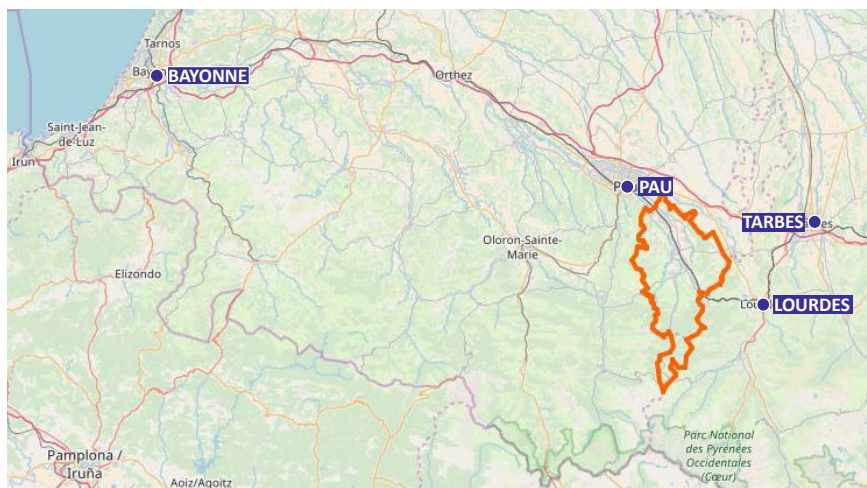 Tarnos
BAYONNE
Orthez
Saint-Jean-
de-Luz
Irun
PAU
TARBES
Oloron-Sainte-
Marie
Elizondo
LOURDES
Parc National
des Pyrénées
Occidentales
(Cœur)
Pamplona /
Iruña
Aoiz/Agoitz